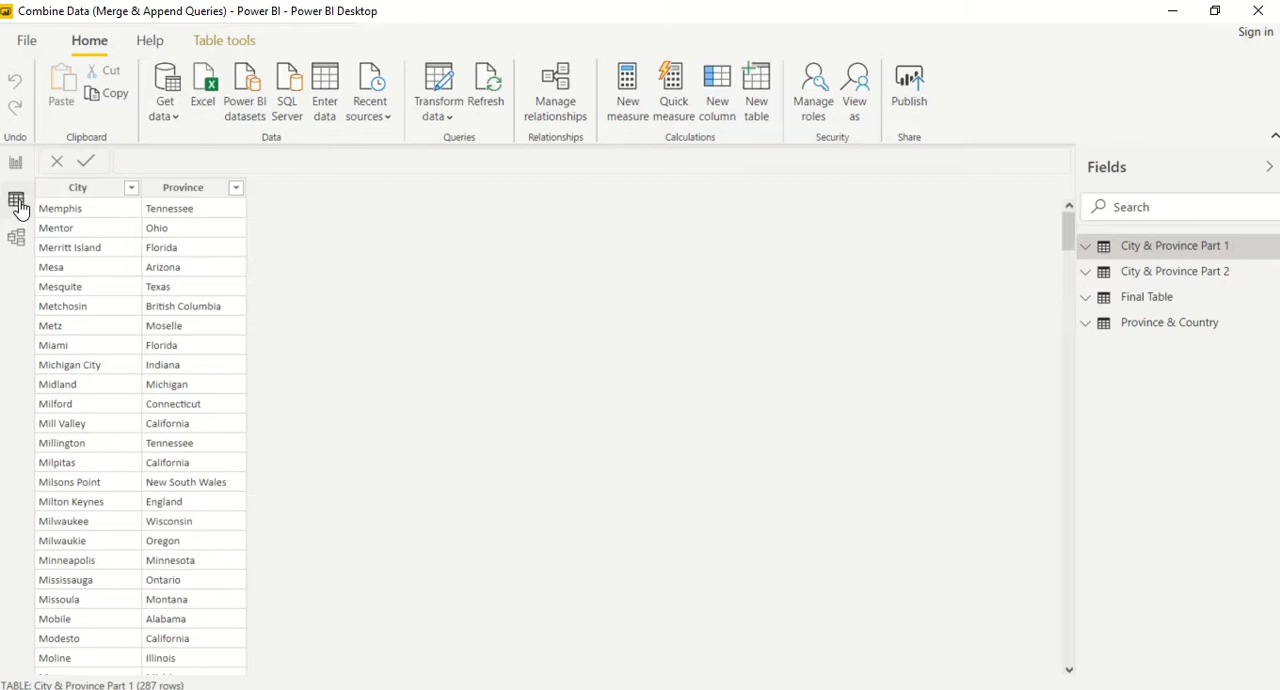 Combine Data (Merge & Append Queries) - Power BI - Power BI Desktop
Sign in
File Home Help Table tools
Undo
Paste
Cut
Copy
Clipboard
Get data
Excel
Power BI datasets
SQL Server
Enter data
Recent sources
Data
Transform data
Refresh
Queries
Manage relationships
Relationships
New measure
Quick measure
New column
New table
Calculations
Manage roles
View as
Security
Publish
Share
City Province
Memphis Tennessee
Mentor Ohio
Merritt Island Florida
Mesa Arizona
Mesquite Texas
Metchosin British Columbia
Metz Moselle
Miami Florida
Michigan City Indiana
Midland Michigan
Milford Connecticut
Mill Valley California
Millington Tennessee
Milpitas California
Milsons Point New South Wales
Milton Keynes England
Milwaukee Wisconsin
Milwaukie Oregon
Minneapolis Minnesota
Mississauga Ontario
Missoula Montana
Mobile Alabama
Modesto California
Moline Illinois
Fields
Search
City & Province Part 1
City & Province Part 2
Final Table
Province & Country
TABLE: City & Province Part 1 (287 rows)